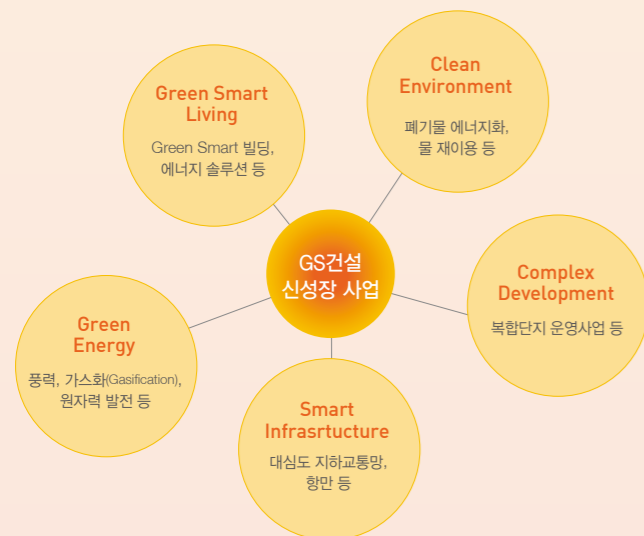 Green Smart
Living
Green Smart 빌딩,
에너지 솔루션 등
Clean
Environment
폐기물 에너지화,
물 재이용 등
GS건설
신성장 사업
Complex
Development
복합단지 운영사업 등
Green
Energy
풍력, 가스화(Gasification),
원자력 발전 등
Smart
Infrasrtucture
대심도 지하교통망,
항만 등